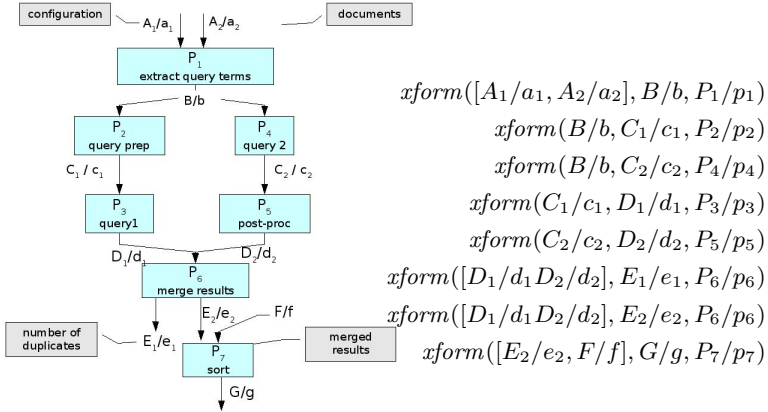 configuration
documents
A₁/a₁
A₂/a₂
P₁
extract query terms
B/b
P₂
query prep
P₄
query 2
C₁ / c₁
C₂ / c₂
P₃
query1
P₅
post-proc
D₁/d₁
D₂/d₂
P₆
merge results
E₂/e₂
F/f
number of
duplicates
E₁/e₁
merged
results
P₇
sort
G/g
xform([A₁/a₁, A₂/a₂], B/b, P₁/p₁)
xform(B/b, C₁/c₁, P₂/p₂)
xform(B/b, C₂/c₂, P₄/p₄)
xform(C₁/c₁, D₁/d₁, P₃/p₃)
xform(C₂/c₂, D₂/d₂, P₅/p₅)
xform([D₁/d₁D₂/d₂], E₁/e₁, P₆/p₆)
xform([D₁/d₁D₂/d₂], E₂/e₂, P₆/p₆)
xform([E₂/e₂, F/f], G/g, P₇/p₇)